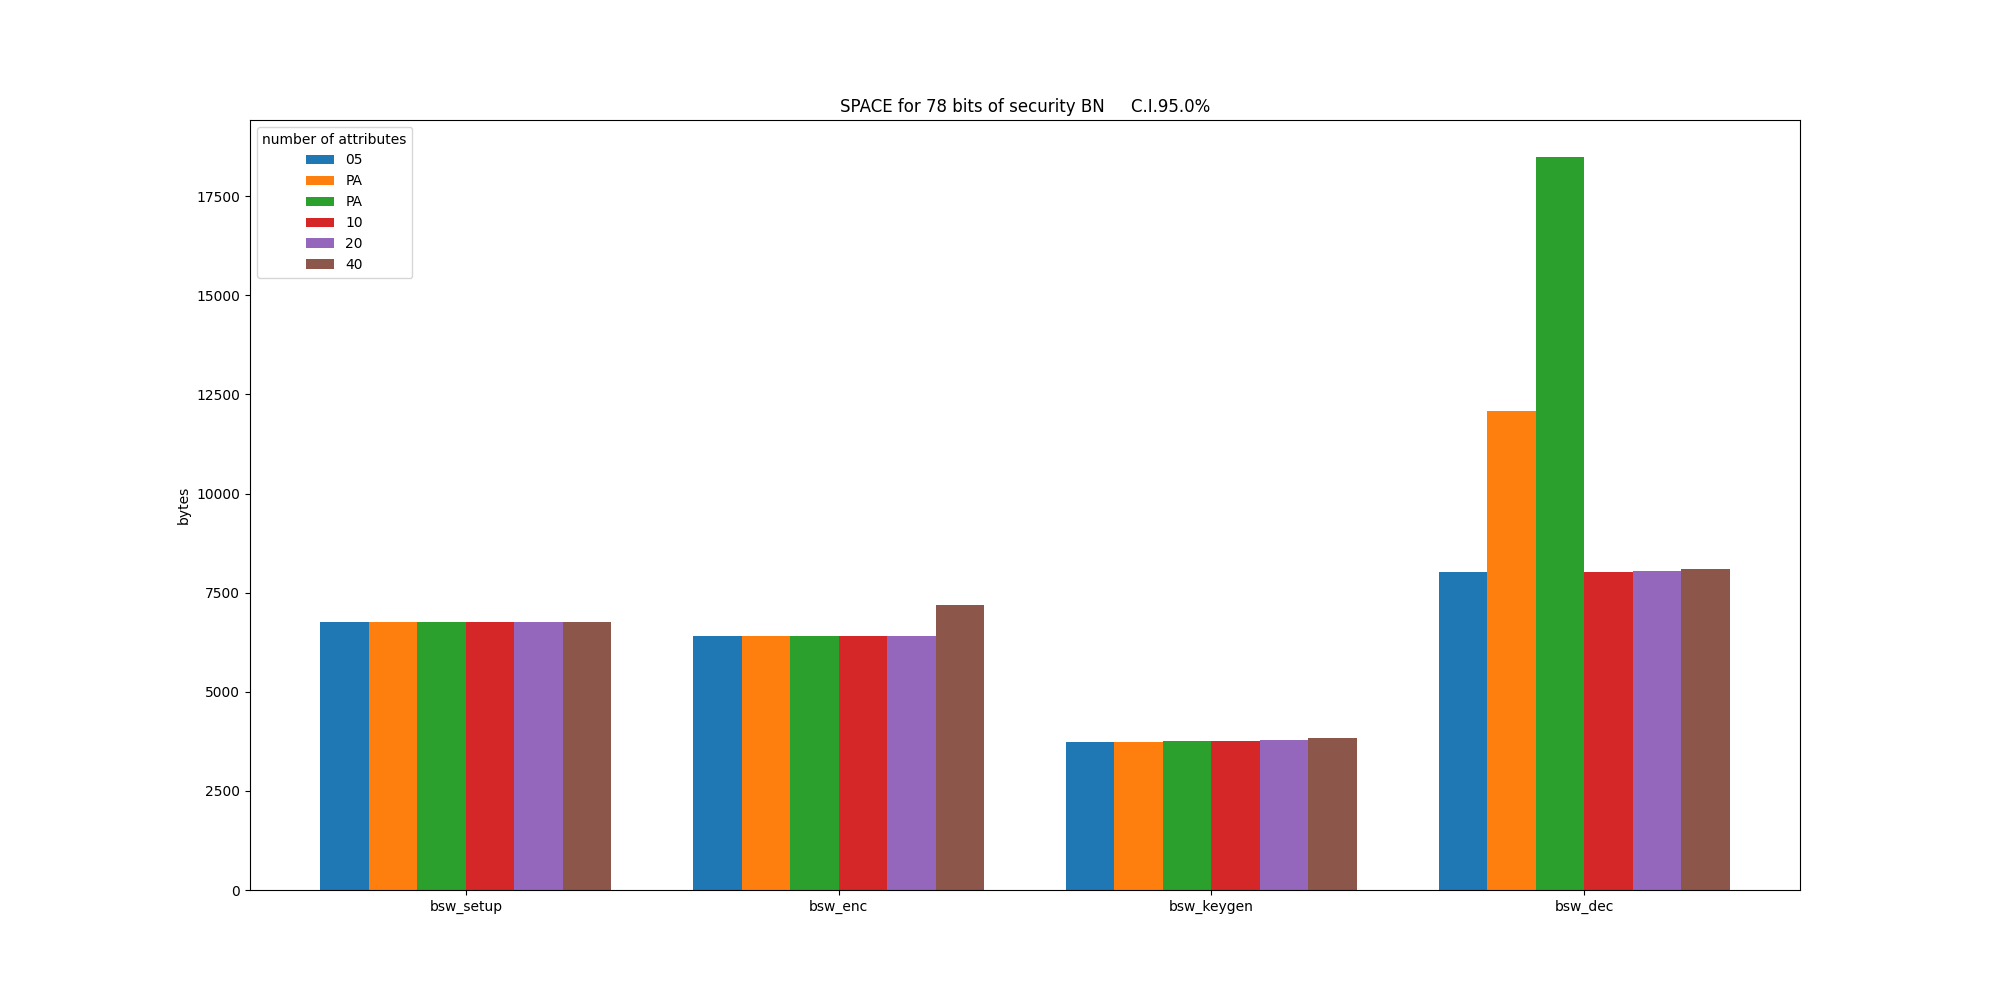 SPACE for 78 bits of security BN     C.I.95.0%
number of attributes
05
PA
PA
10
20
40
17500
15000
12500
10000
7500
5000
2500
0
bytes
bsw_setup
bsw_enc
bsw_keygen
bsw_dec